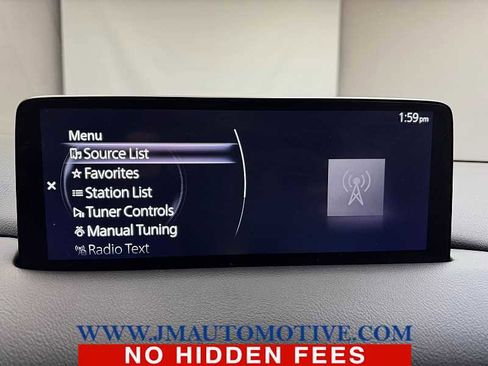 1:59pm
Menu
Source List
Favorites
Station List
Tuner Controls
Manual Tuning
Radio Text
WWW.JMAUTOMOTIVE.COM
NO HIDDEN FEES